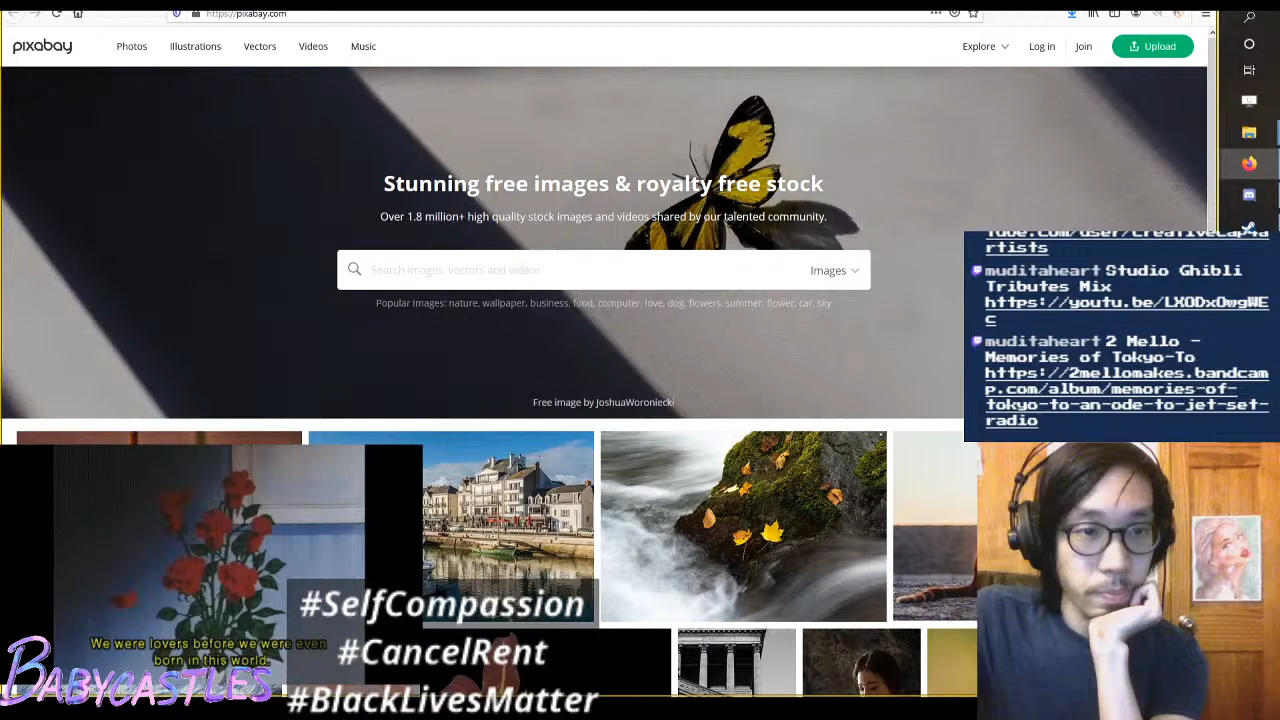 https://pixabay.com
pixabay
Photos
Illustrations
Vectors
Videos
Music
Explore
Log in
Join
Upload
Stunning free images & royalty free stock
Over 1.8 million+ high quality stock images and videos shared by our talented community.
Search images, vectors and videos
Images
Popular Images: nature, wallpaper, business, food, computer, love, dog, flowers, summer, flower, car, sky
Free image by JoshuaWoroniecki
rtists
muditaheart Studio Ghibli
Tributes Mix
muditaheart 2 Mello -
Memories of Tokyo-To
https://2mellomakes.bandcam
p.com/album/memories-of-
tokyo-to-an-ode-to-jet-set-
radio
We were lovers before we were even
born in this world.
BABYCASTLES
#SelfCompassion
#CancelRent
#BlackLivesMatter